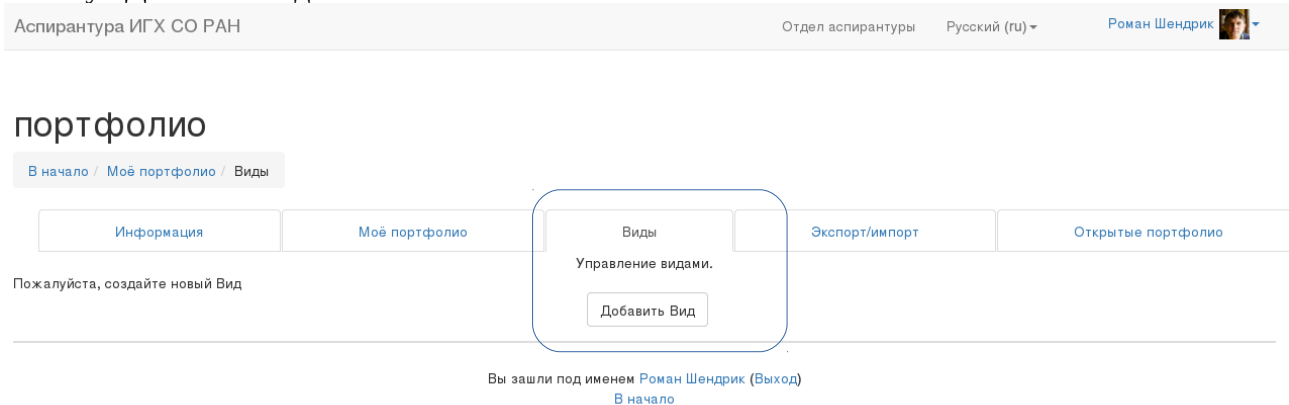 Аспирантура ИГХ СО РАН Отдел аспирантуры Русский (ru) Роман Шендрик
портфолио
В начало / Моё портфолио / Виды
Информация Моё портфолио Виды Экспорт/импорт Открытые портфолио
Управление видами.
Пожалуйста, создайте новый Вид
Добавить Вид
Вы зашли под именем Роман Шендрик (Выход)
В начало